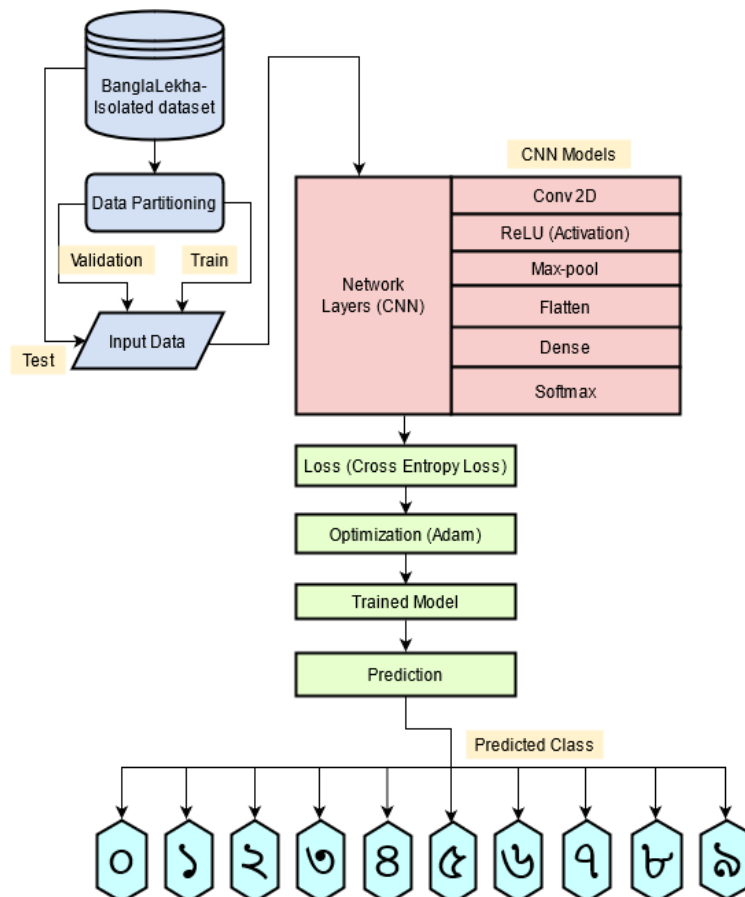 BanglaLekha-
Isolated dataset
Data Partitioning
Validation
Train
Input Data
Test
CNN Models
Network
Layers (CNN)
Conv 2D
ReLU (Activation)
Max-pool
Flatten
Dense
Softmax
Loss (Cross Entropy Loss)
Optimization (Adam)
Trained Model
Prediction
Predicted Class
০ ১ ২ ৩ ৪ ৫ ৬ ৭ ৮ ৯